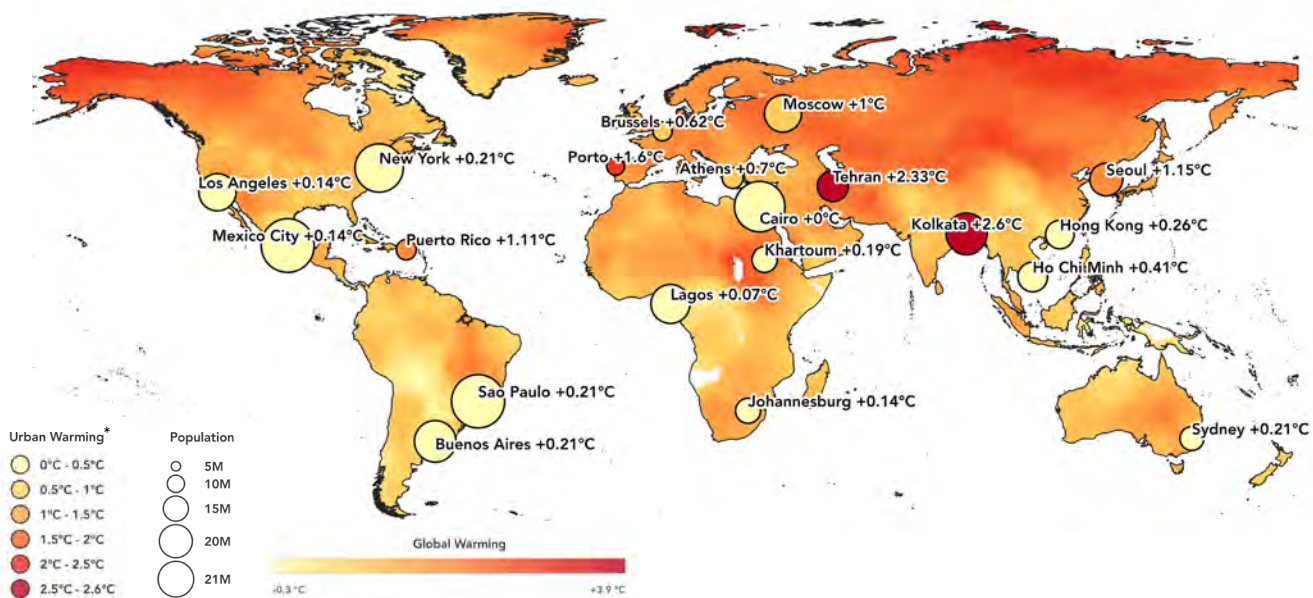 Moscow +1°C
Brussels +0.62°C
New York +0.21°C
Porto +1.6°C
Athens +0.7°C
Tehran +2.33°C
Seoul +1.15°C
Los Angeles +0.14°C
Cairo +0°C
Kolkata +2.6°C
Hong Kong +0.26°C
Mexico City +0.14°C
Puerto Rico +1.11°C
Khartoum +0.19°C
Ho Chi Minh +0.41°C
Lagos +0.07°C
Sao Paulo +0.21°C
Johannesburg +0.14°C
Buenos Aires +0.21°C
Sydney +0.21°C
Urban Warming*
0°C - 0.5°C
0.5°C - 1°C
1°C - 1.5°C
1.5°C - 2°C
2°C - 2.5°C
2.5°C - 2.6°C
Population
5M
10M
15M
20M
21M
Global Warming
-0.3 °C
+3.9 °C